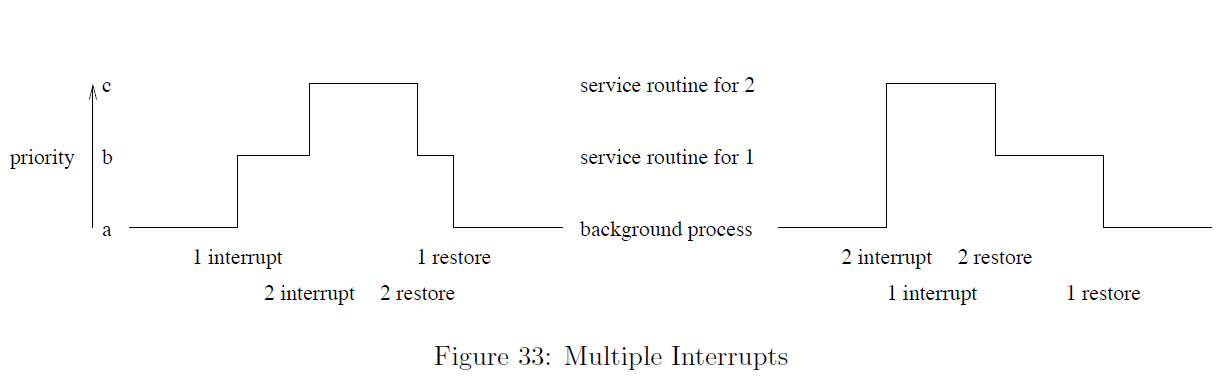 c service routine for 2
priority b service routine for 1
a background process
1 interrupt 1 restore 2 interrupt 2 restore
2 interrupt 2 restore 1 interrupt 1 restore
Figure 33: Multiple Interrupts